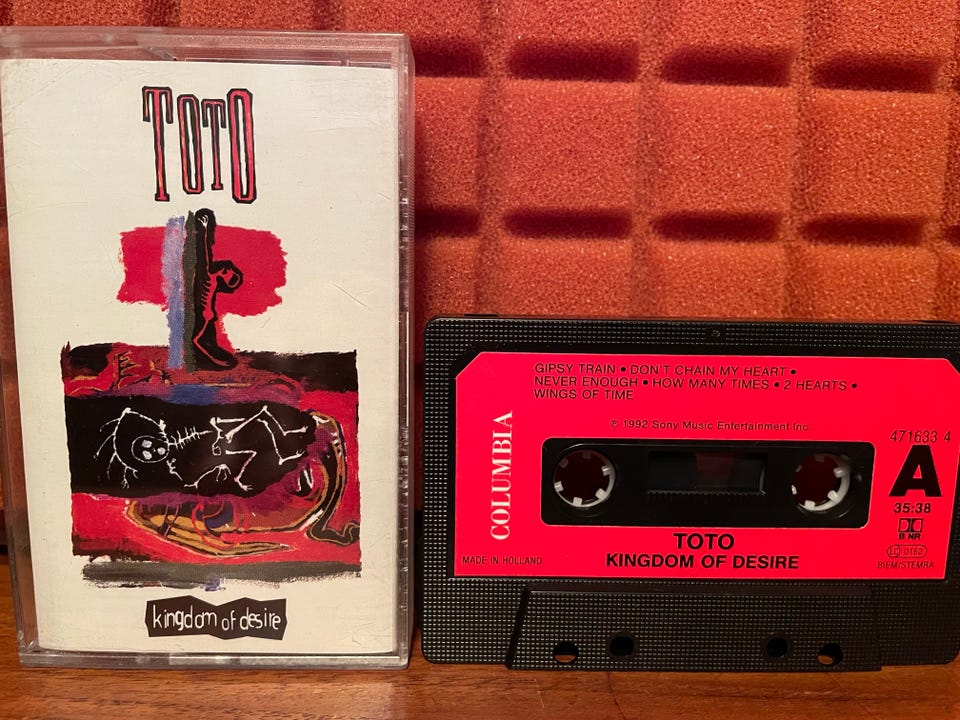 TOTO
kingdom of desire
GIPSY TRAIN • DON'T CHAIN MY HEART •
NEVER ENOUGH • HOW MANY TIMES • 2 HEARTS •
WINGS OF TIME
℗ 1992 Sony Music Entertainment Inc.
COLUMBIA
471633 4
A
35:38
B NR
LC 0162
BIEM/STEMRA
TOTO
KINGDOM OF DESIRE
MADE IN HOLLAND